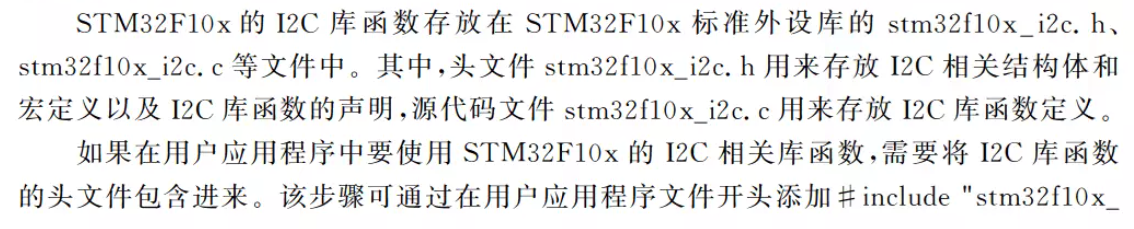 STM32F10x 的 I2C 库函数存放在 STM32F10x 标准外设库的 stm32f10x_i2c. h、
stm32f10x_i2c. c 等文件中。其中,头文件 stm32f10x_i2c. h 用来存放 I2C 相关结构体和
宏定义以及 I2C 库函数的声明,源代码文件 stm32f10x_i2c. c 用来存放 I2C 库函数定义。
如果在用户应用程序中要使用 STM32F10x 的 I2C 相关库函数,需要将 I2C 库函数
的头文件包含进来。该步骤可通过在用户应用程序文件开头添加♯include "stm32f10x_